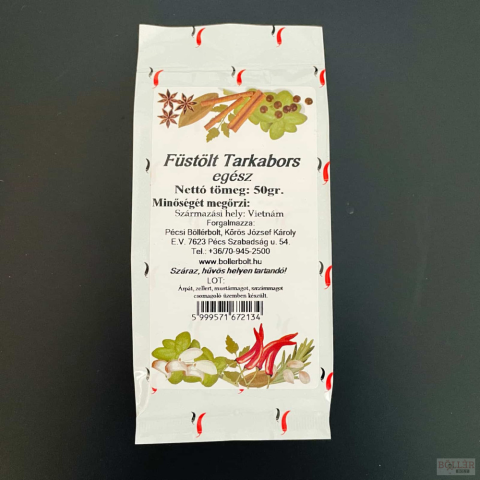 Füstölt Tarkabors
egész
Nettó tömeg: 50gr.
Minőségét megőrzi:
Származási hely: Vietnám
Forgalmazza:
Pécsi Böllérbolt, Kőrös József Károly
E.V. 7623 Pécs Szabadság u. 54.
Tel.: +36/70-945-2500
www.bollerbolt.hu
Száraz, hűvös helyen tartandó!
LOT:
Árpát, zellert, mustármagot, szezámmagot
csomagoló üzemben készült.
5 999571 672134
BÖLLÉR